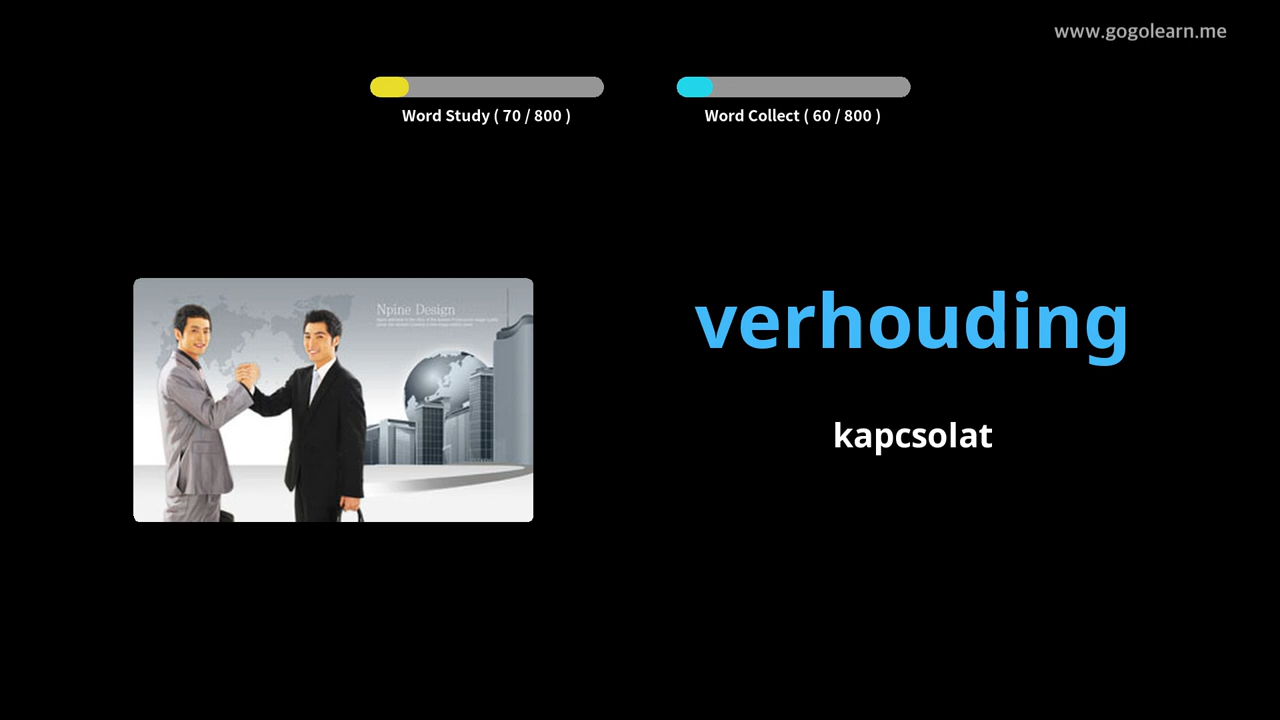 www.gogolearn.me
Word Study ( 70 / 800 )
Word Collect ( 60 / 800 )
Npine Design
verhouding
kapcsolat